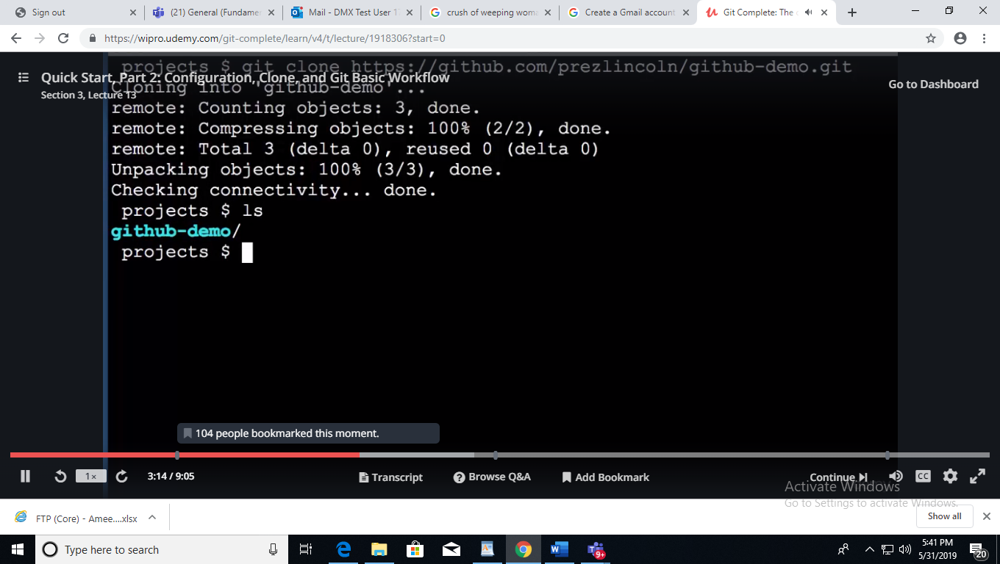 Sign out
(21) General (Fundamen
Mail - DMX Test User 1
crush of weeping woma
Create a Gmail account
Git Complete: The
https://wipro.udemy.com/git-complete/learn/v4/t/lecture/1918306?start=0
projects $ git clone https://github.com/prezlincoln/github-demo.git
Quick Start, Part 2: Configuration, Clone, and Git Basic Workflow
Go to Dashboard
Cloning into 'github-demo'...
Section 3, Lecture 13
remote: Counting objects: 3, done.
remote: Compressing objects: 100% (2/2), done.
remote: Total 3 (delta 0), reused 0 (delta 0)
Unpacking objects: 100% (3/3), done.
Checking connectivity... done.
projects $ ls
github-demo/
projects $
104 people bookmarked this moment.
1x
3:14 / 9:05
Transcript
Browse Q&A
Add Bookmark
Continue
CC
Activate Windows
Go to Settings to activate Windows.
FTP (Core) - Amee....xlsx
Show all
Type here to search
9+
5:41 PM
5/31/2019
20